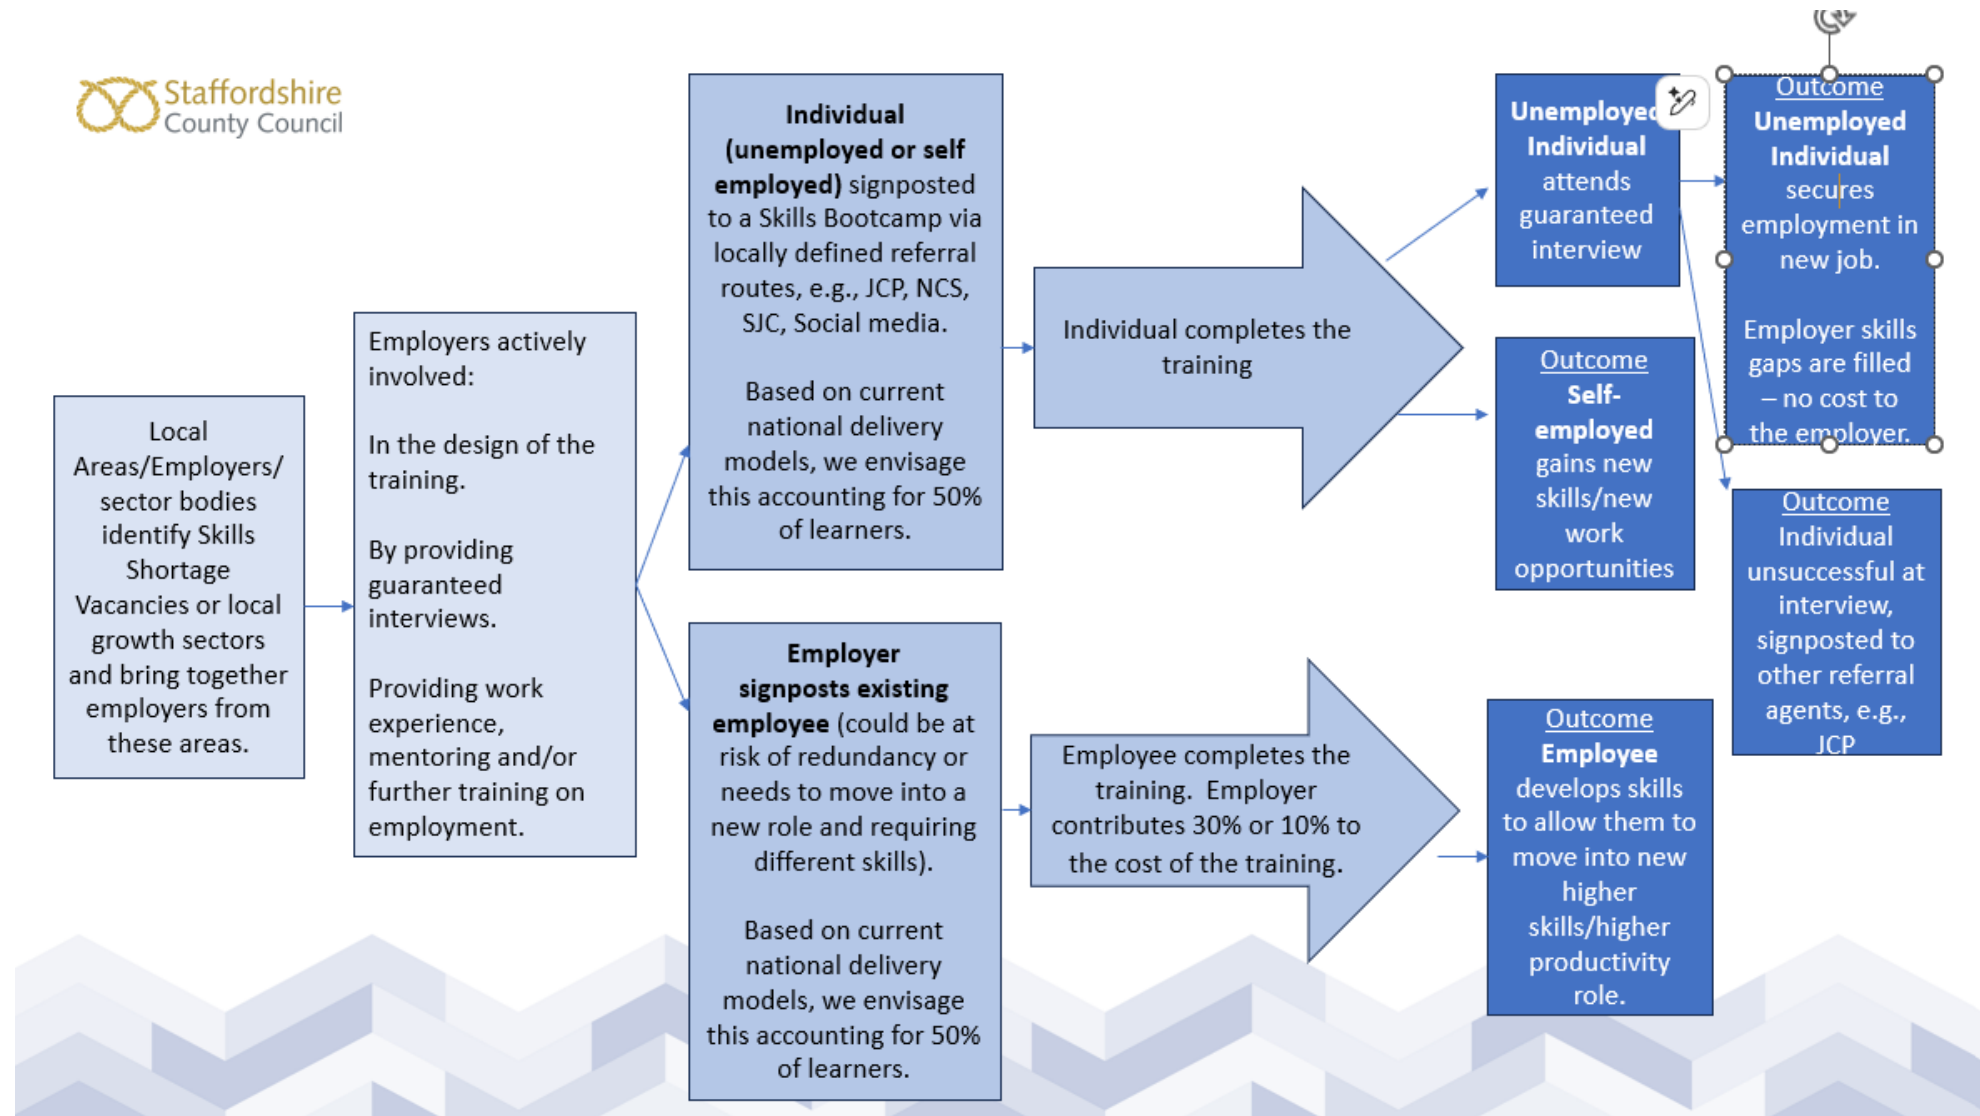 Staffordshire
County Council
Local
Areas/Employers/
sector bodies
identify Skills
Shortage
Vacancies or local
growth sectors
and bring together
employers from
these areas.
Employers actively
involved:
In the design of the
training.
By providing
guaranteed
interviews.
Providing work
experience,
mentoring and/or
further training on
employment.
Individual
(unemployed or self
employed) signposted
to a Skills Bootcamp via
locally defined referral
routes, e.g., JCP, NCS,
SJC, Social media.
Based on current
national delivery
models, we envisage
this accounting for 50%
of learners.
Employer
signposts existing
employee (could be at
risk of redundancy or
needs to move into a
new role and requiring
different skills).
Based on current
national delivery
models, we envisage
this accounting for 50%
of learners.
Individual completes the
training
Employee completes the
training. Employer
contributes 30% or 10% to
the cost of the training.
Unemployed
Individual
attends
guaranteed
interview
Outcome
Self-
employed
gains new
skills/new
work
opportunities
Outcome
Employee
develops skills
to allow them to
move into new
higher
skills/higher
productivity
role.
Outcome
Unemployed
Individual
secures
employment in
new job.
Employer skills
gaps are filled
– no cost to
the employer.
Outcome
Individual
unsuccessful at
interview,
signposted to
other referral
agents, e.g.,
JCP